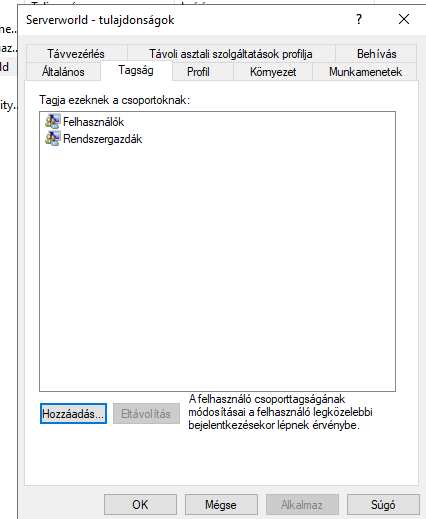 Serverworld - tulajdonságok
Távvezérlés
Távoli asztali szolgáltatások profilja
Behívás
Általános
Tagság
Profil
Környezet
Munkamenetek
Tagja ezeknek a csoportoknak:
Felhasználók
Rendszergazdák
Hozzáadás...
Eltávolítás
A felhasználó csoporttagságának
módosításai a felhasználó legközelebbi
bejelentkezésekor lépnek érvénybe.
OK
Mégse
Alkalmaz
Súgó